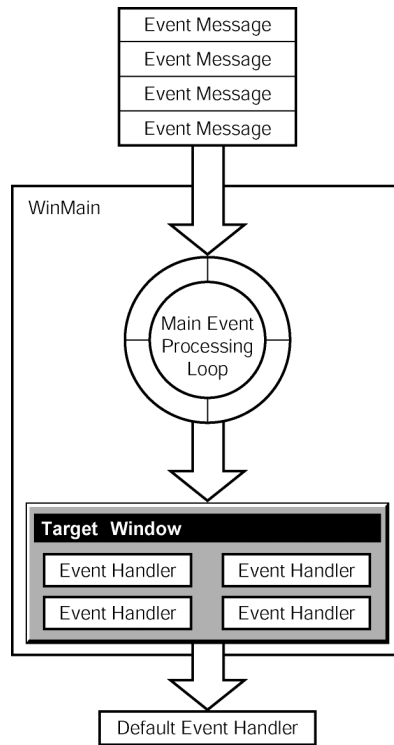 Event Message
Event Message
Event Message
Event Message
WinMain
Main Event
Processing
Loop
Target Window
Event Handler
Event Handler
Event Handler
Event Handler
Default Event Handler